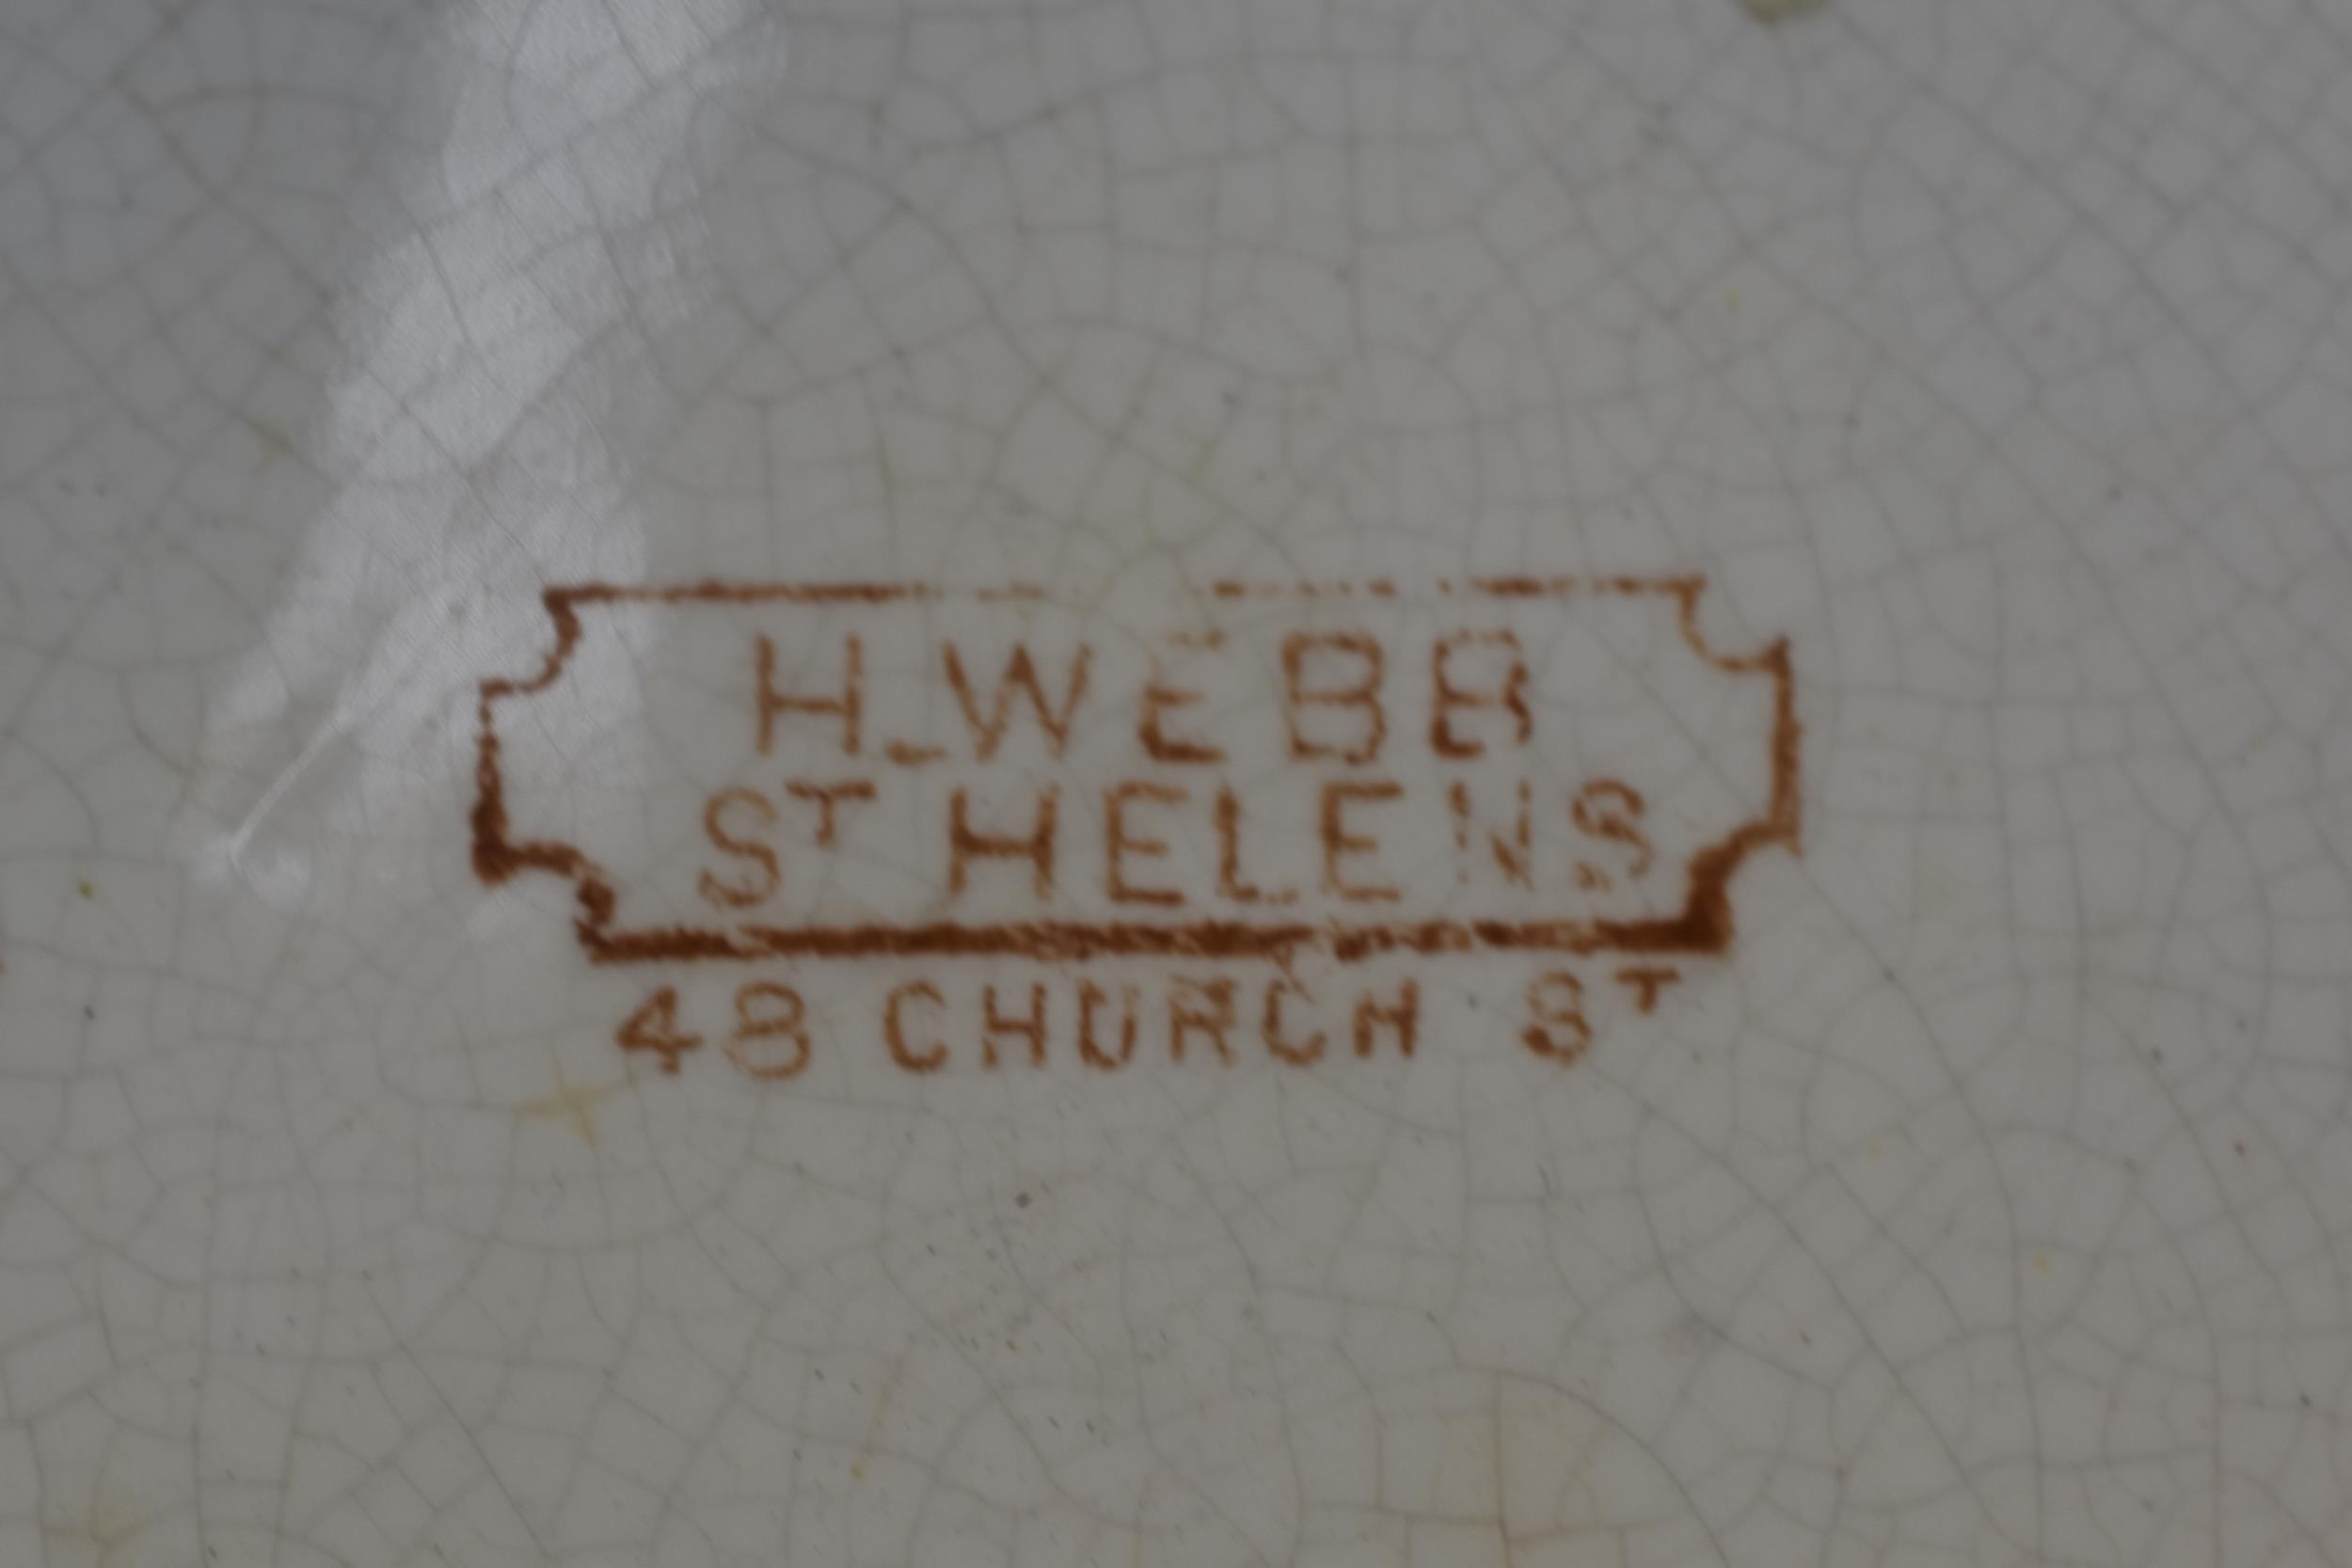 H. WEBB
ST HELENS
48 CHURCH ST